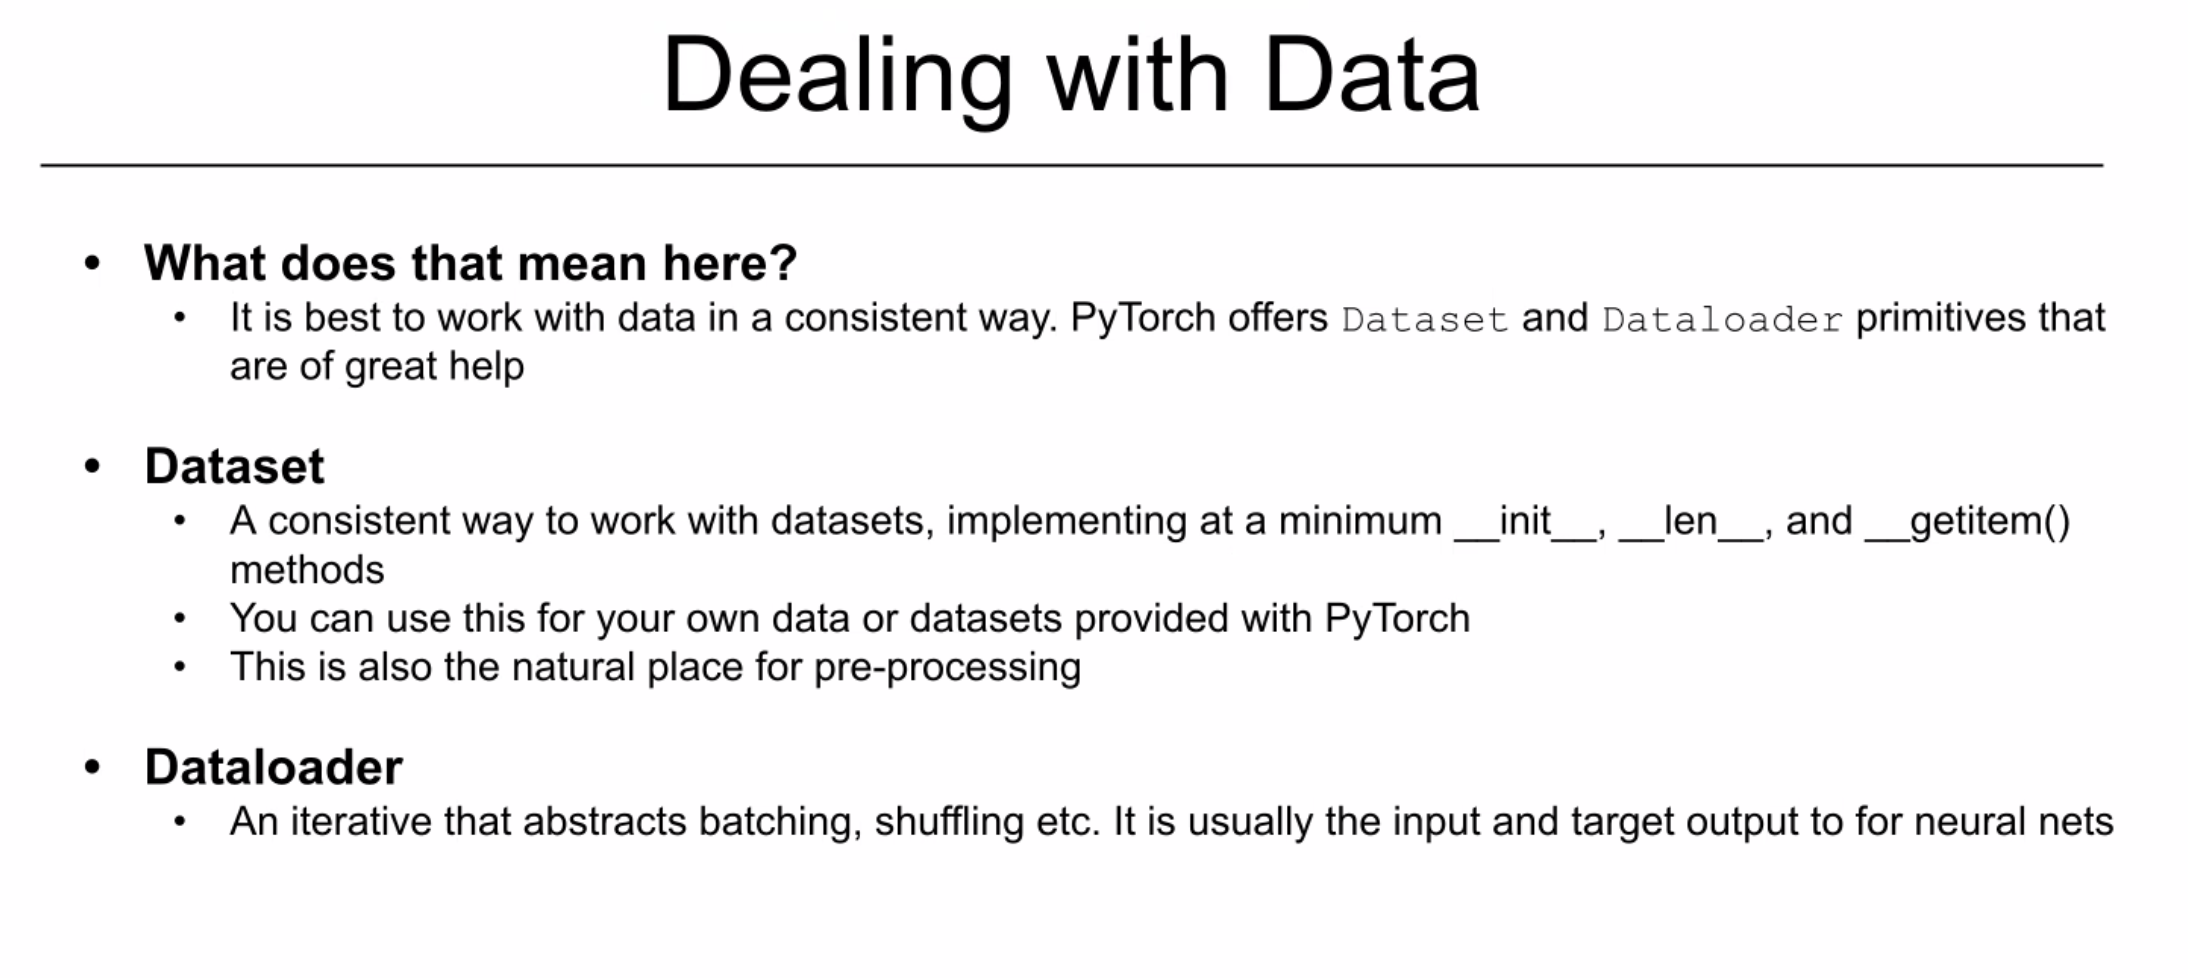 Dealing with Data
• What does that mean here?
• It is best to work with data in a consistent way. PyTorch offers Dataset and Dataloader primitives that
are of great help
• Dataset
• A consistent way to work with datasets, implementing at a minimum __init__, __len__, and __getitem()
methods
• You can use this for your own data or datasets provided with PyTorch
• This is also the natural place for pre-processing
• Dataloader
• An iterative that abstracts batching, shuffling etc. It is usually the input and target output to for neural nets